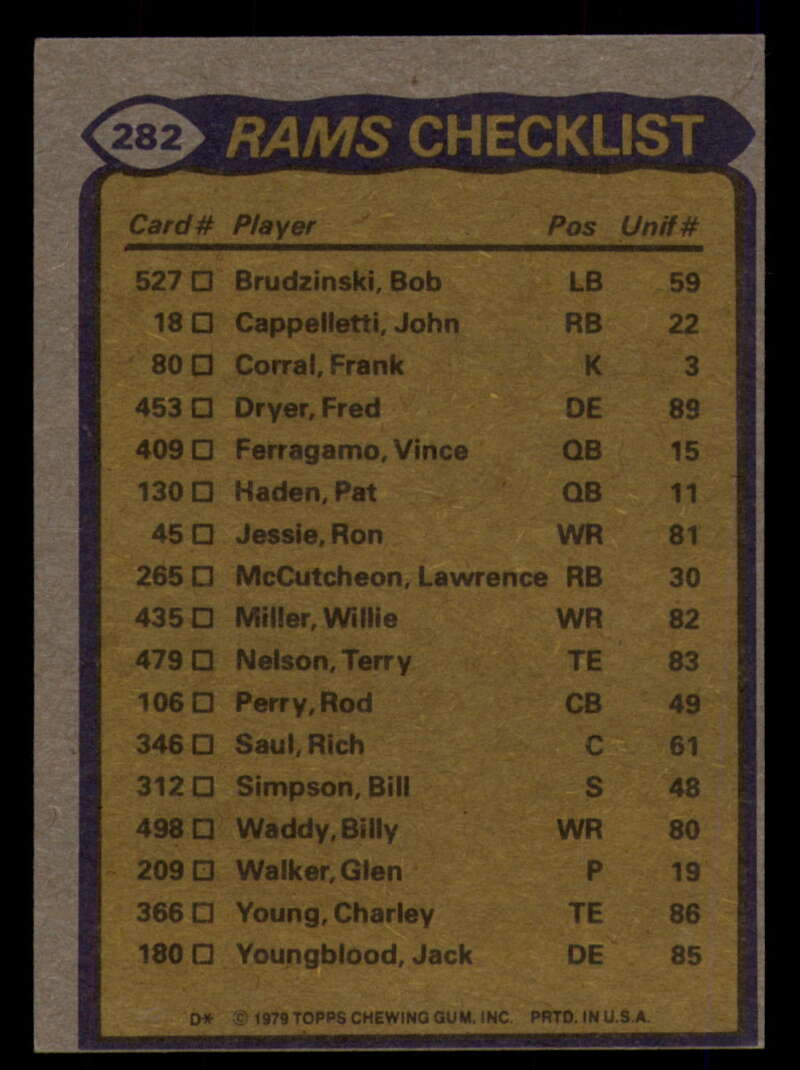 282 RAMS CHECKLIST
Card# Player Pos Unif#
527 □ Brudzinski, Bob LB 59
18 □ Cappelletti, John RB 22
80 □ Corral, Frank K 3
453 □ Dryer, Fred DE 89
409 □ Ferragamo, Vince QB 15
130 □ Haden, Pat QB 11
45 □ Jessie, Ron WR 81
265 □ McCutcheon, Lawrence RB 30
435 □ Miller, Willie WR 82
479 □ Nelson, Terry TE 83
106 □ Perry, Rod CB 49
346 □ Saul, Rich C 61
312 □ Simpson, Bill S 48
498 □ Waddy, Billy WR 80
209 □ Walker, Glen P 19
366 □ Young, Charley TE 86
180 □ Youngblood, Jack DE 85
D* © 1979 TOPPS CHEWING GUM, INC. PRTD. IN U.S.A.